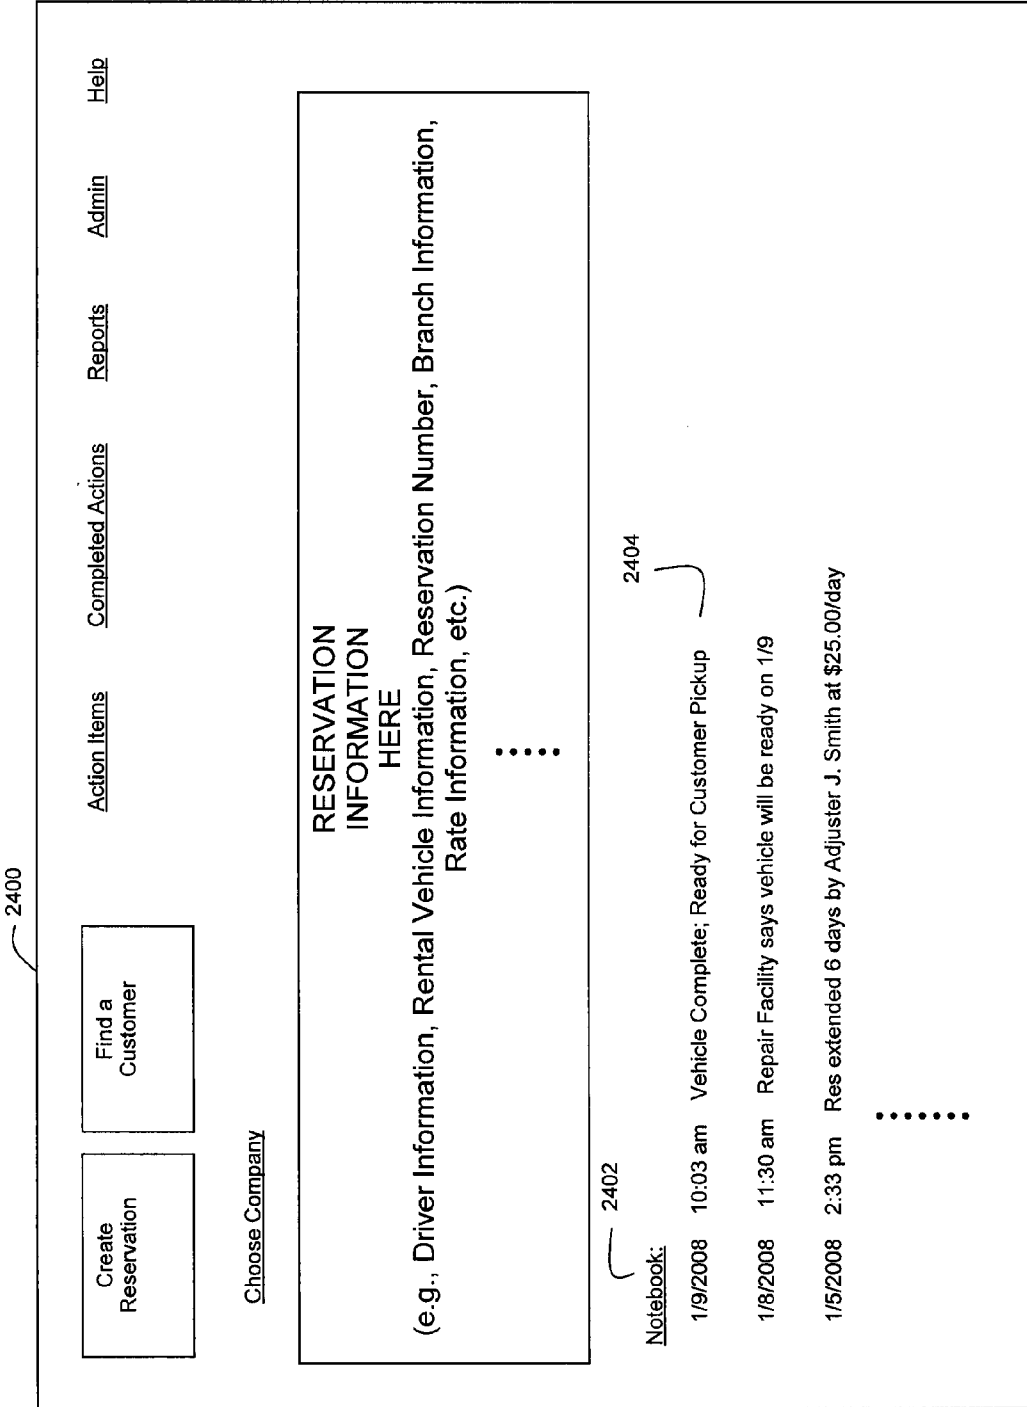 2400
Create
Reservation
Find a
Customer
Action Items
Completed Actions
Reports
Admin
Help
Choose Company
RESERVATION
INFORMATION
HERE
(e.g., Driver Information, Rental Vehicle Information, Reservation Number, Branch Information,
Rate Information, etc.)
2402
2404
Notebook:
1/9/2008 10:03 am Vehicle Complete; Ready for Customer Pickup
1/8/2008 11:30 am Repair Facility says vehicle will be ready on 1/9
1/5/2008 2:33 pm Res extended 6 days by Adjuster J. Smith at $25.00/day